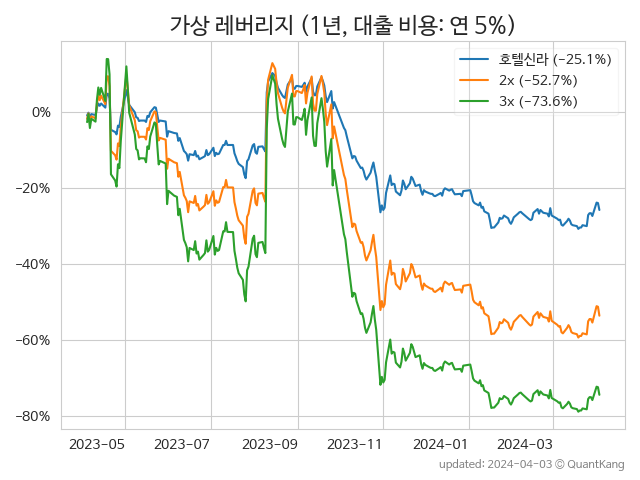 가상 레버리지 (1년, 대출 비용: 연 5%)
호텔신라 (−25.1%)
2x (−52.7%)
3x (−73.6%)
0%
−20%
−40%
−60%
−80%
2023-05 2023-07 2023-09 2023-11 2024-01 2024-03
updated: 2024-04-03 © QuantKang